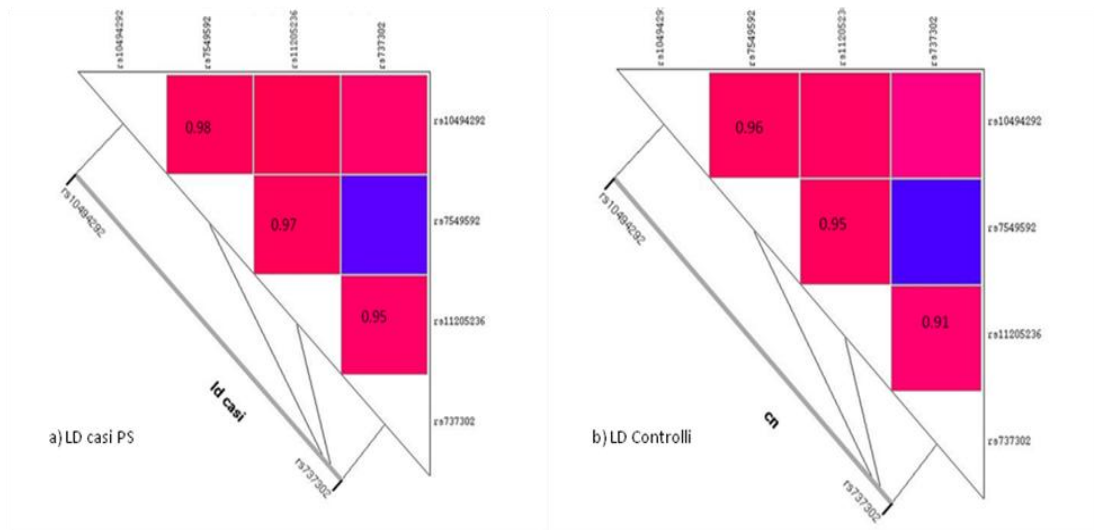 rs10494292
rs7549592
rs11205236
rs737302
0.98
rs10494292
0.97
rs7549592
0.95
rs11205236
rs737302
rs10494292
ld casi
rs737302
a) LD casi PS
rs1049429
rs7549592
rs1120523
rs737302
0.96
rs10494292
0.95
rs7549592
0.91
rs11205236
rs737302
rs10494292
cn
rs737302
b) LD Controlli